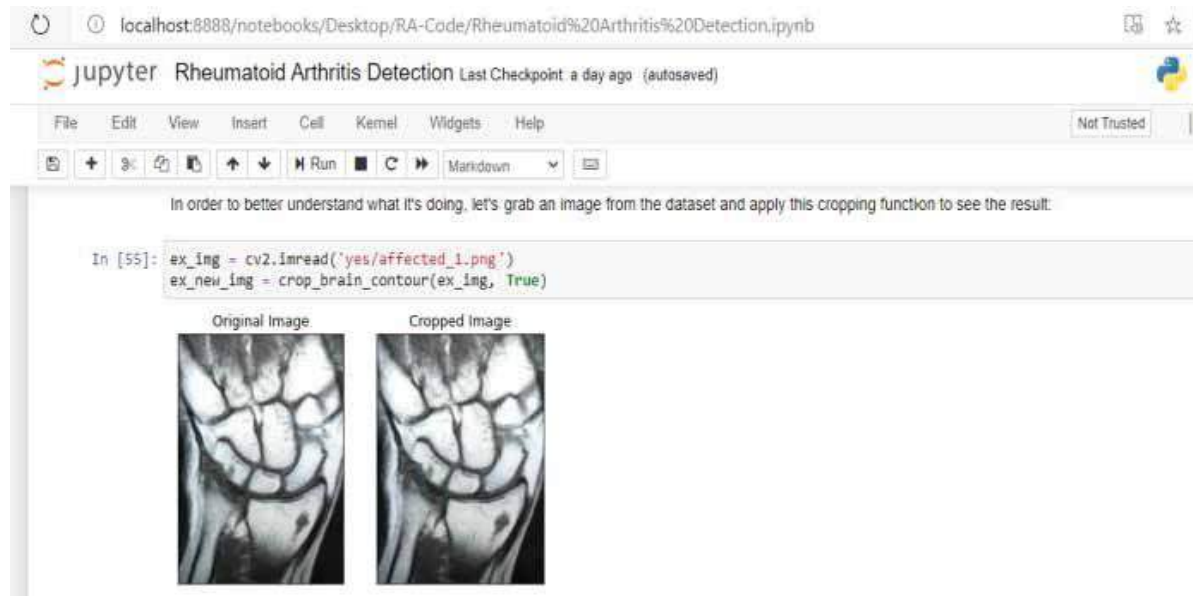 localhost:8888/notebooks/Desktop/RA-Code/Rheumatoid%20Arthritis%20Detection.ipynb
jupyter Rheumatoid Arthritis Detection Last Checkpoint a day ago (autosaved)
File Edit View Insert Cell Kernel Widgets Help Not Trusted
Run Markdown
In order to better understand what it's doing, let's grab an image from the dataset and apply this cropping function to see the result:
In [55]: ex_img = cv2.imread('yes/affected_1.png')
ex_new_img = crop_brain_contour(ex_img, True)
Original Image Cropped Image